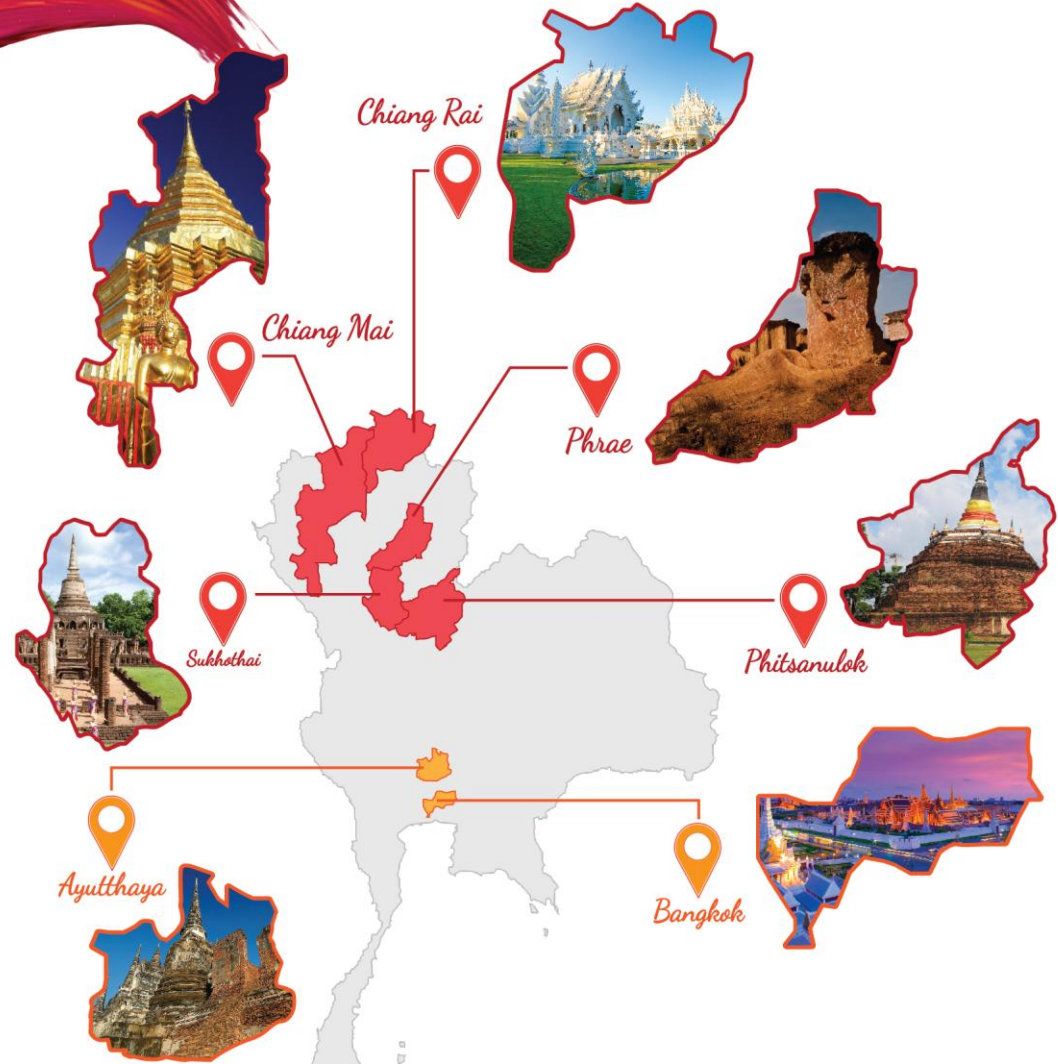 Chiang Rai
Chiang Mai
Phrae
Sukhothai
Phitsanulok
Ayutthaya
Bangkok